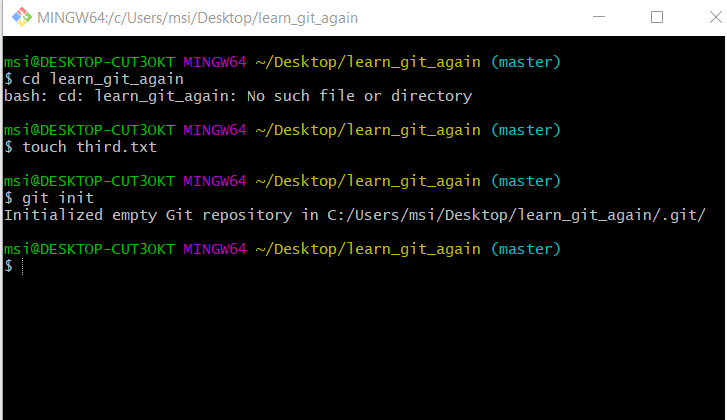 MINGW64:/c/Users/msi/Desktop/learn_git_again
msi@DESKTOP-CUT3OKT MINGW64 ~/Desktop/learn_git_again (master)
$ cd learn_git_again
bash: cd: learn_git_again: No such file or directory
msi@DESKTOP-CUT3OKT MINGW64 ~/Desktop/learn_git_again (master)
$ touch third.txt
msi@DESKTOP-CUT3OKT MINGW64 ~/Desktop/learn_git_again (master)
$ git init
Initialized empty Git repository in C:/Users/msi/Desktop/learn_git_again/.git/
msi@DESKTOP-CUT3OKT MINGW64 ~/Desktop/learn_git_again (master)
$